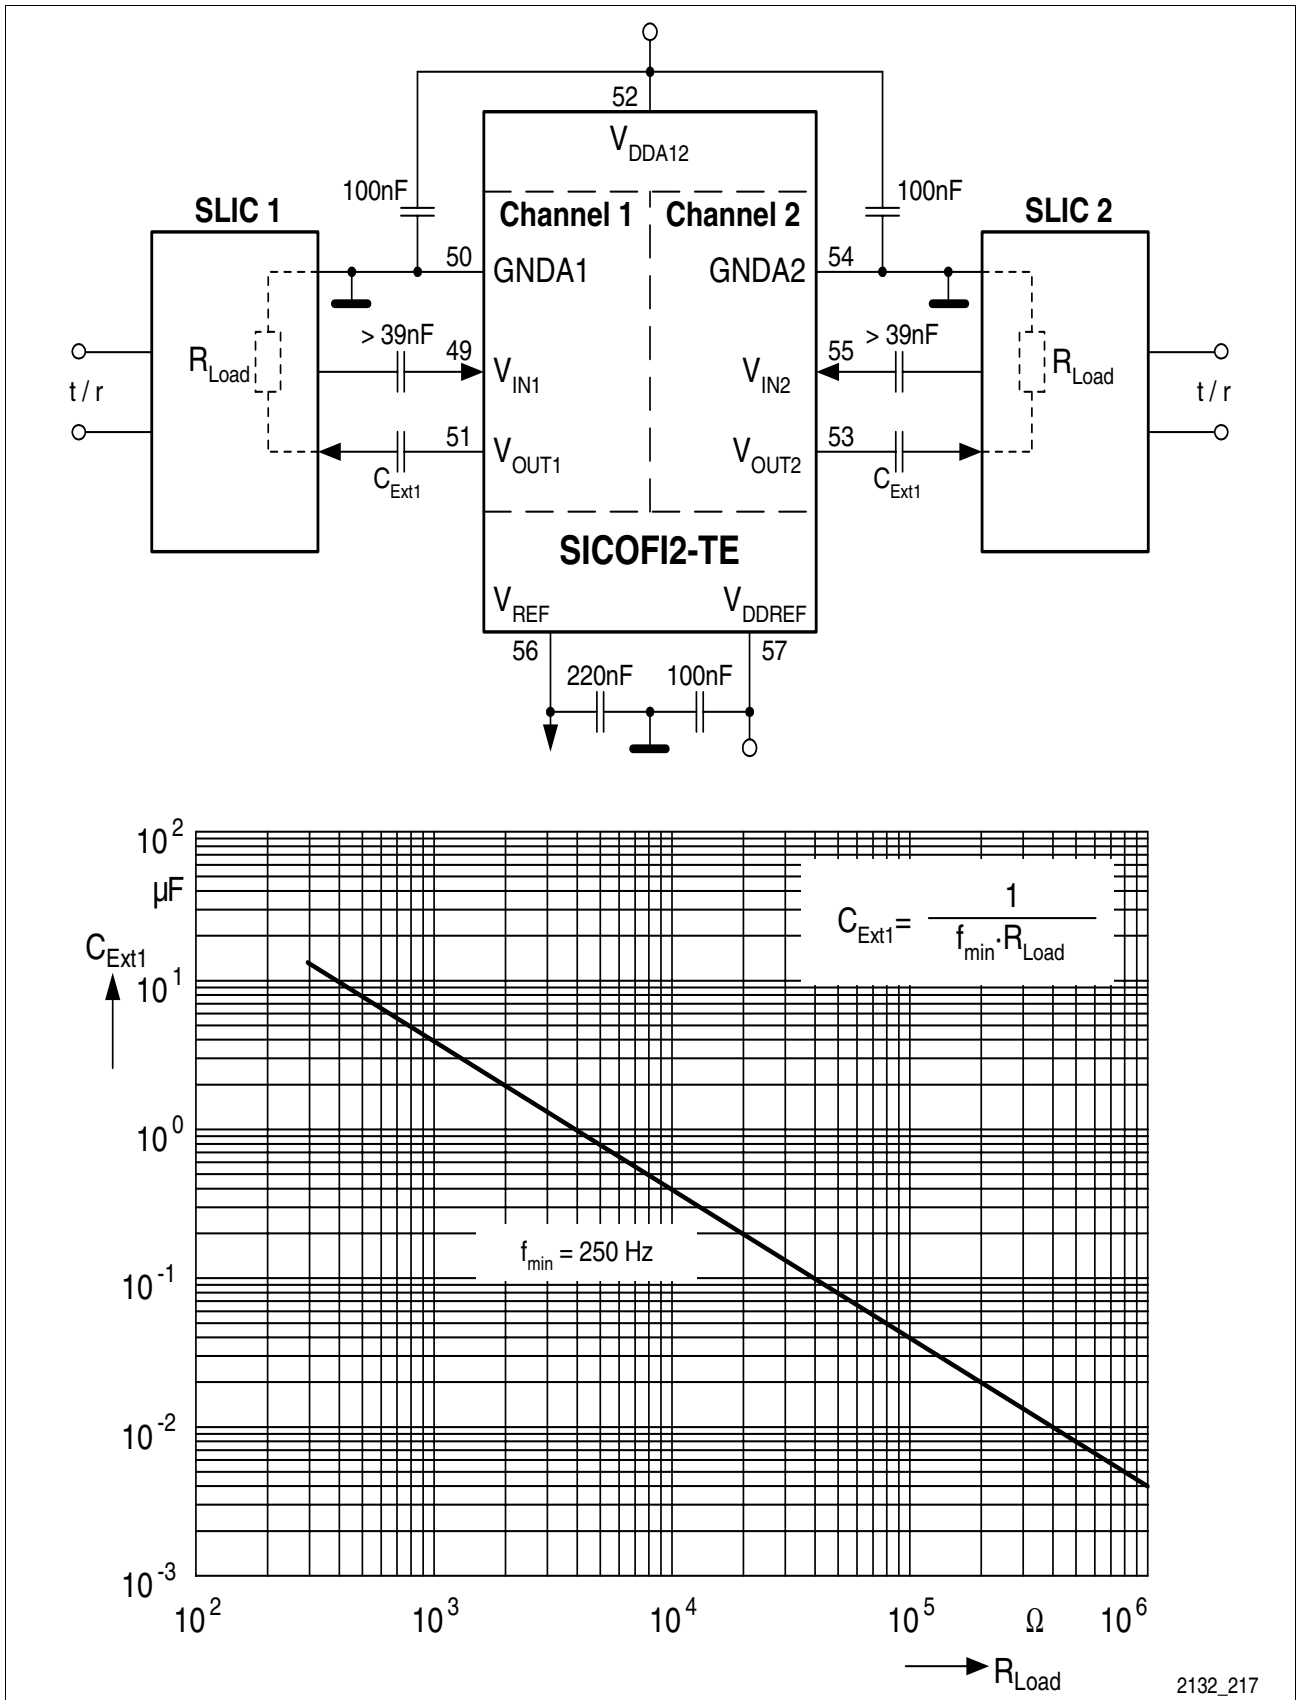 52
V DDA12
100nF
100nF
SLIC 1
Channel 1
Channel 2
SLIC 2
50
GNDA1
GNDA2
54
> 39nF
49
55
> 39nF
R Load
V IN1
V IN2
R Load
t / r
t / r
51
V OUT1
V OUT2
53
C Ext1
C Ext1
SICOFI2-TE
V REF
V DDREF
56
57
220nF
100nF
10 2
µF
C Ext1
10 1
10 0
10 -1
10 -2
10 -3
C Ext1 = 1 / f min · R Load
f min = 250 Hz
10 2
10 3
10 4
10 5
Ω
10 6
R Load
2132_217